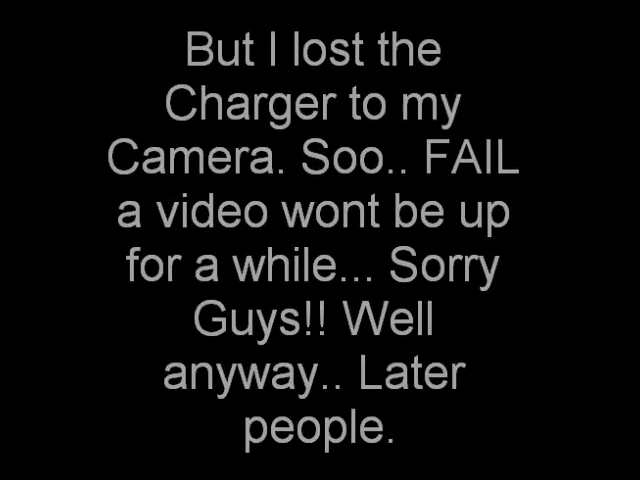 But I lost the
Charger to my
Camera. Soo.. FAIL
a video wont be up
for a while... Sorry
Guys!! Well
anyway.. Later
people.